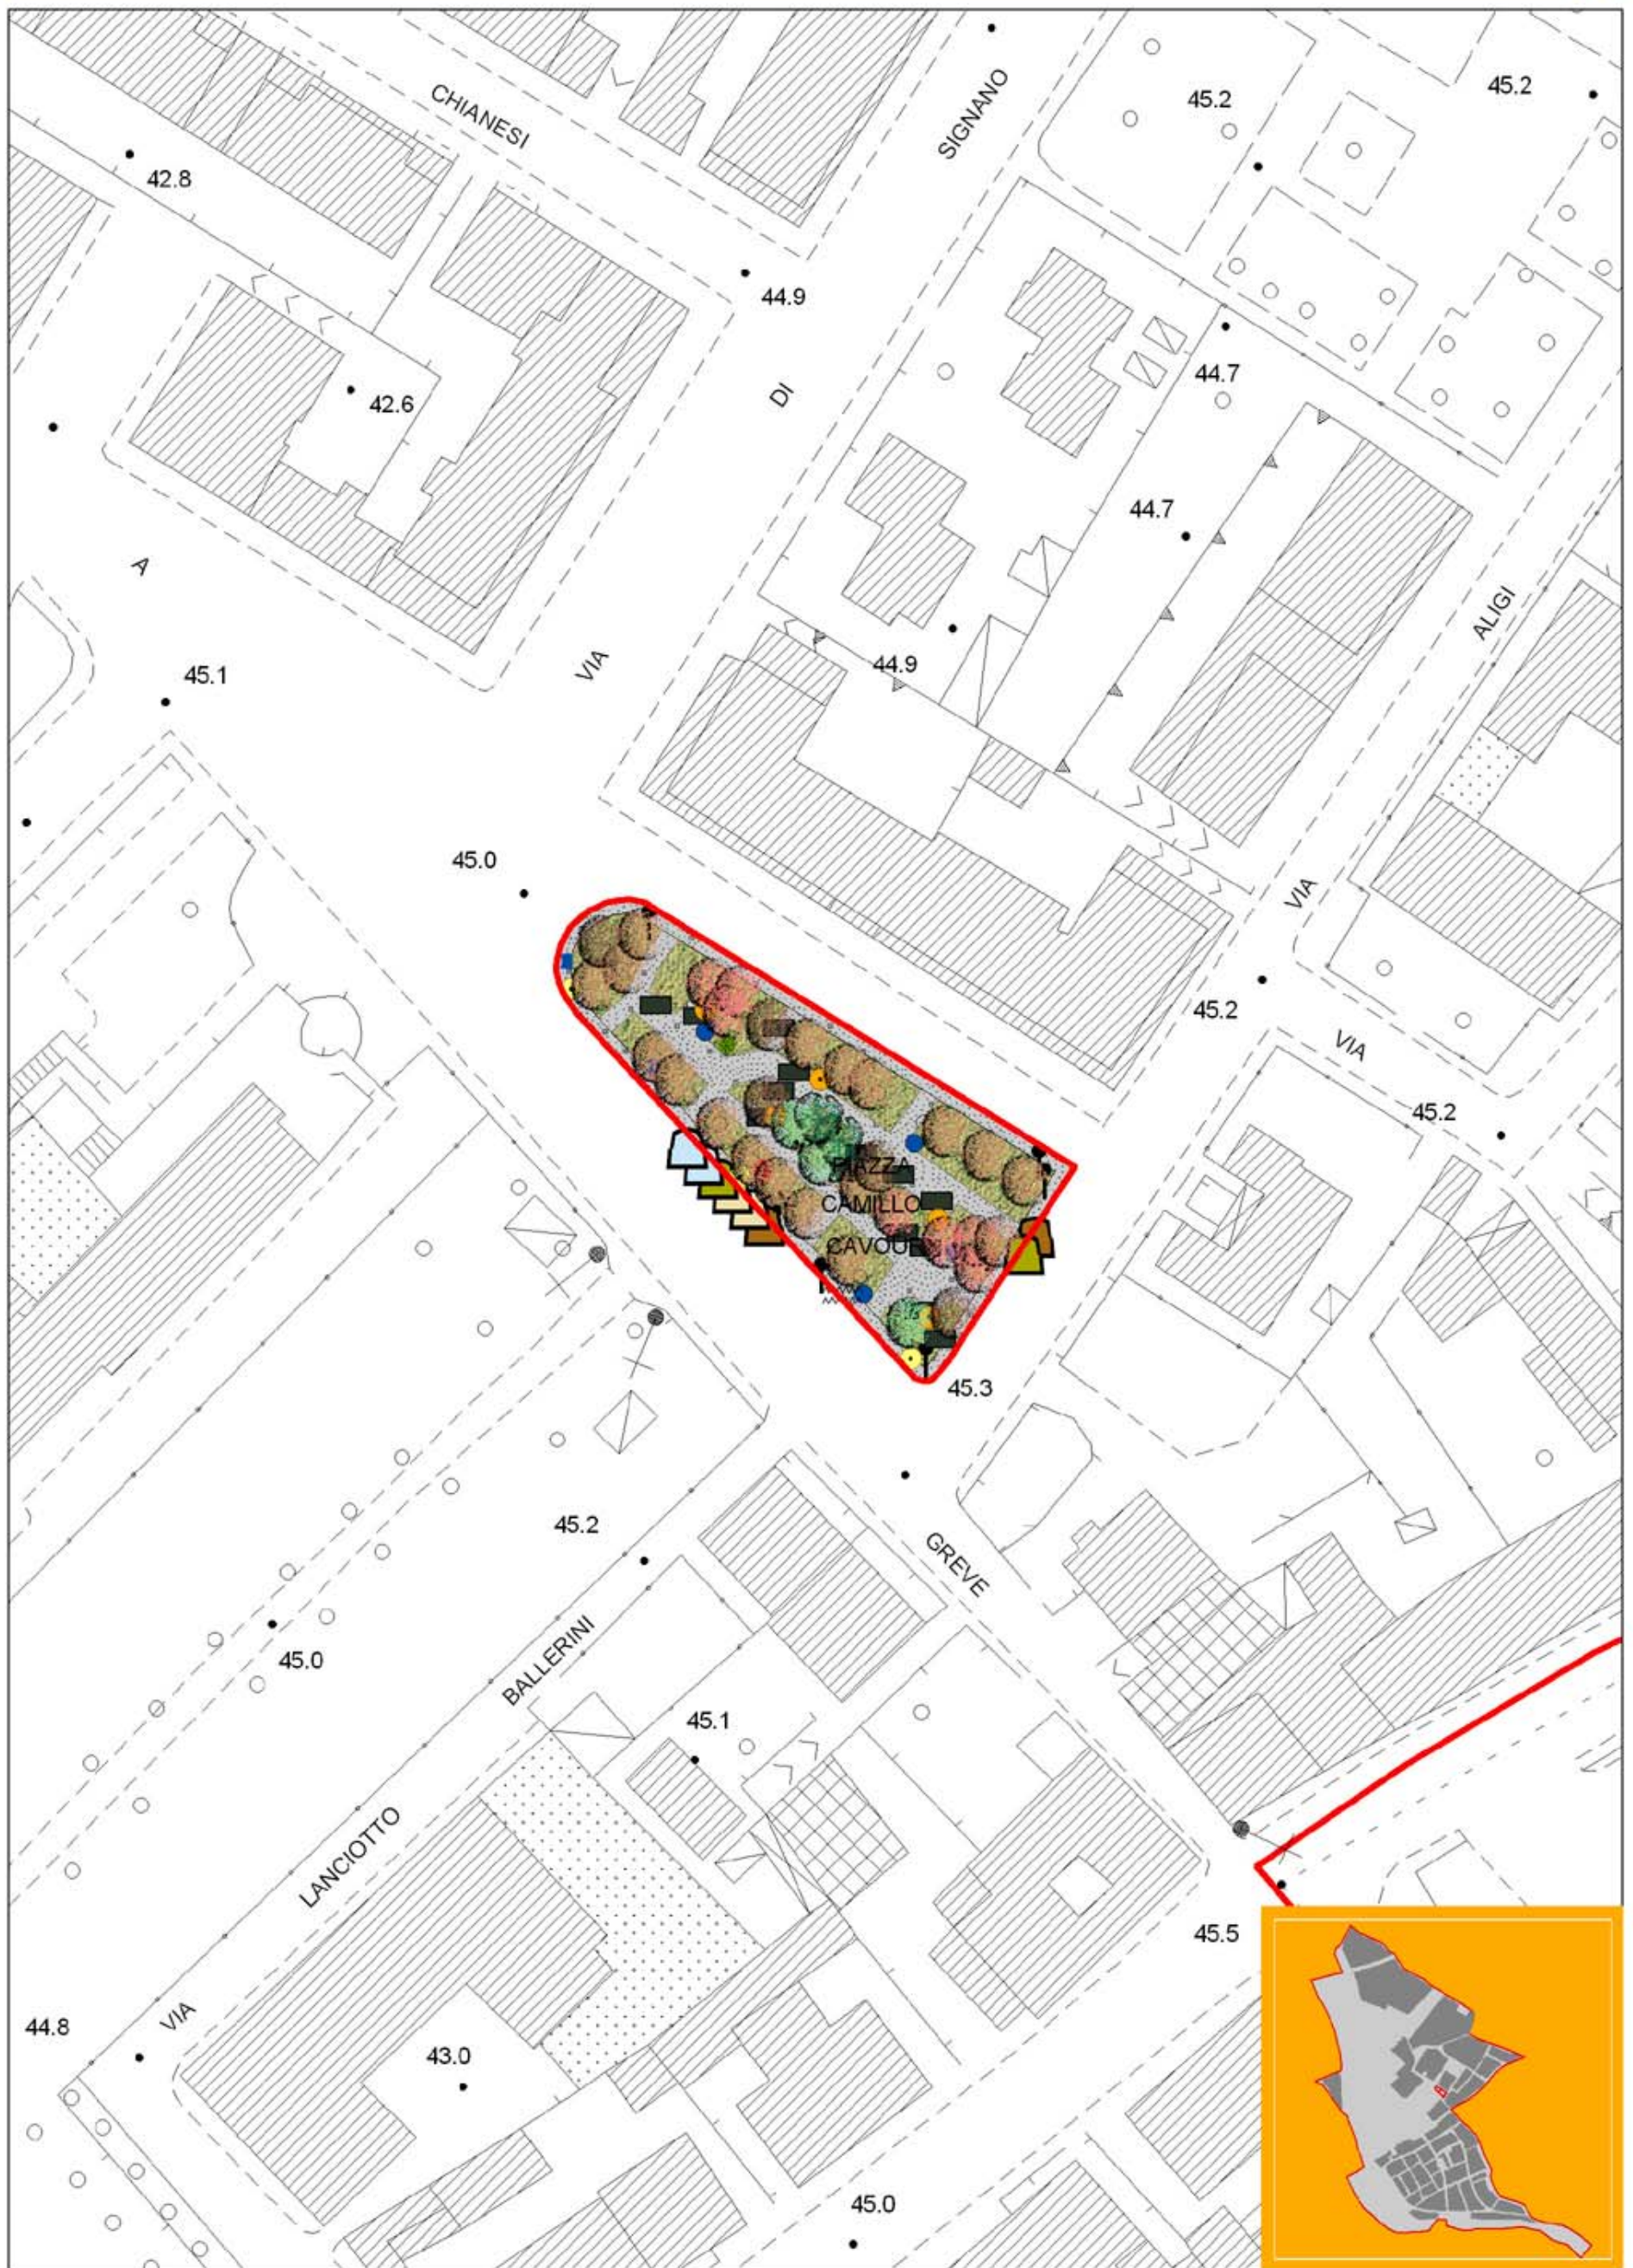 CHIANESI
SIGNANO
45.2
45.2
42.8
44.9
44.7
DI
42.6
44.7
A
ALIGI
VIA
44.9
45.1
45.0
VIA
45.2
VIA
45.2
PIAZZA
CAMILLO
CAVOUR
45.3
45.2
GREVE
45.0
BALLERINI
45.1
LANCIOTTO
45.5
VIA
44.8
43.0
45.0